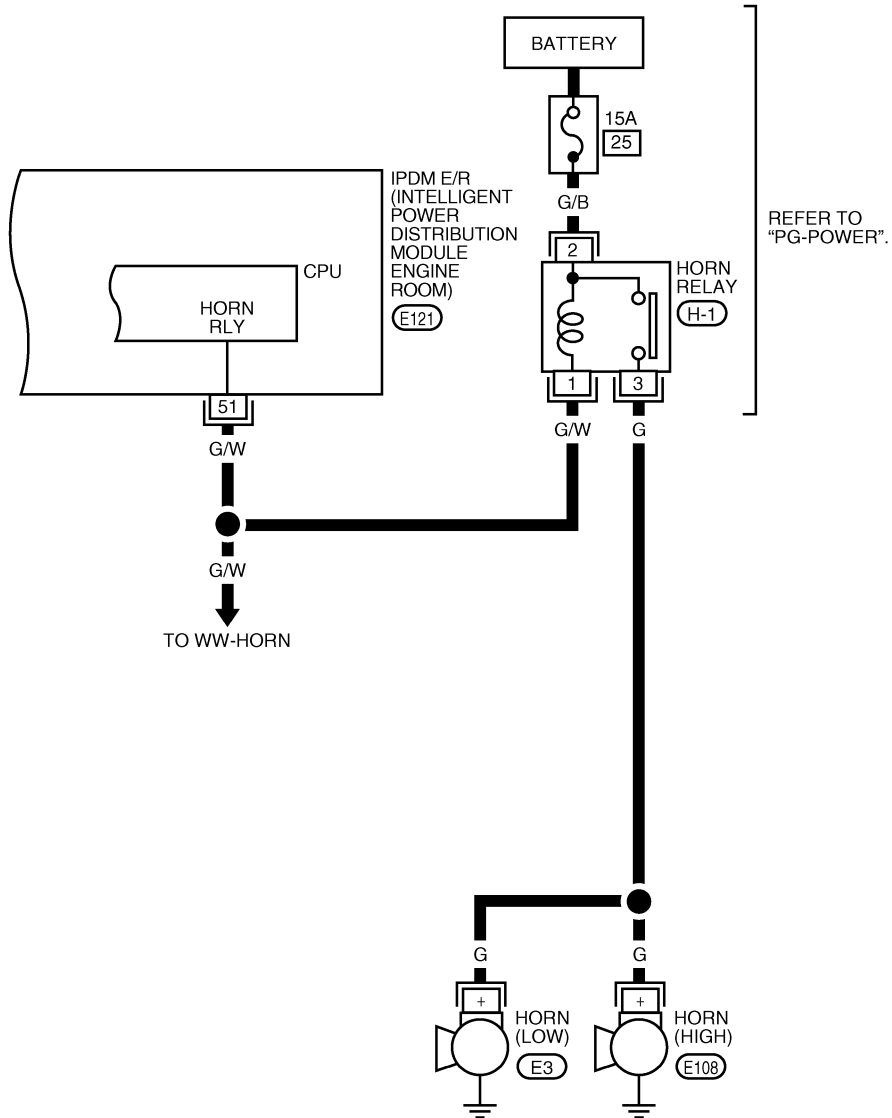 BATTERY
15A
25
G/B
2
HORN
RELAY
H-1
1
3
G/W
G
REFER TO
“PG-POWER”.
IPDM E/R
(INTELLIGENT
POWER
DISTRIBUTION
MODULE
ENGINE
ROOM)
E121
CPU
HORN
RLY
51
G/W
G/W
TO WW-HORN
G
G
+
+
HORN
(LOW)
E3
HORN
(HIGH)
E108